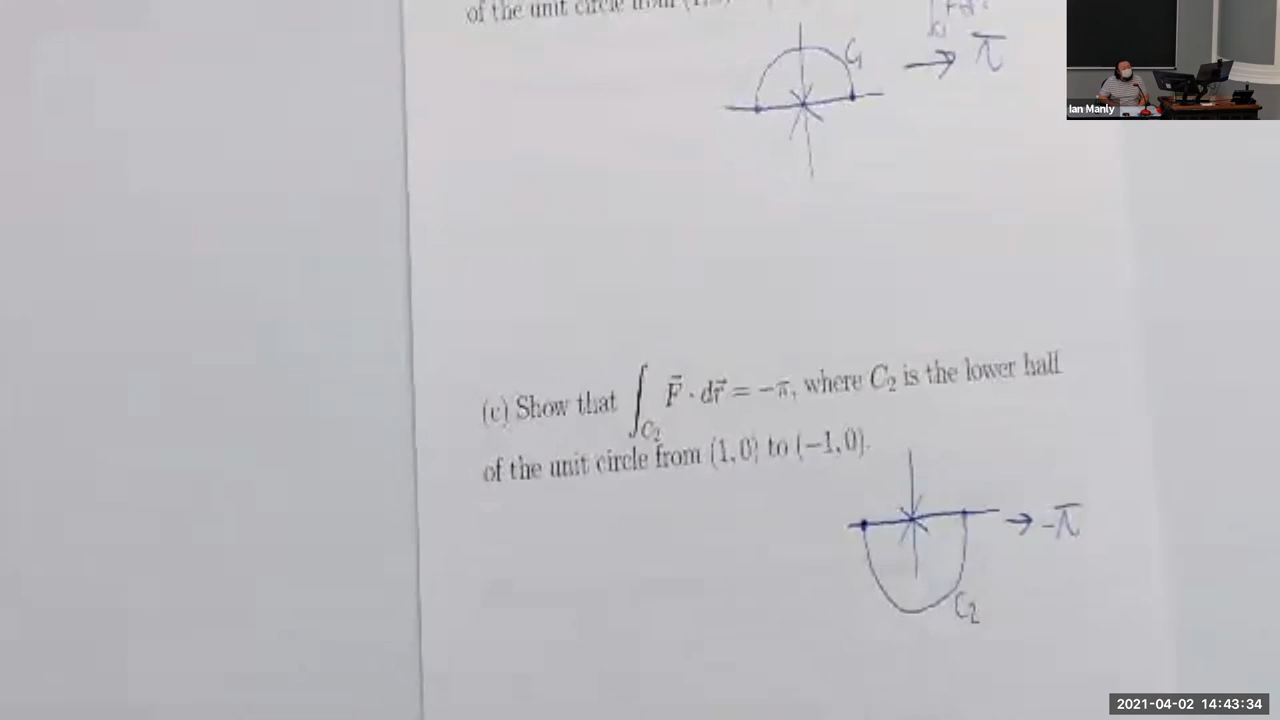 of the unit circle from (1,
C1
→ π
Ian Manly
(c) Show that ∫_{C₂} F⃗ · dr⃗ = −π, where C₂ is the lower half
of the unit circle from (1, 0) to (−1, 0).
→ -π
C2
2021-04-02 14:43:34